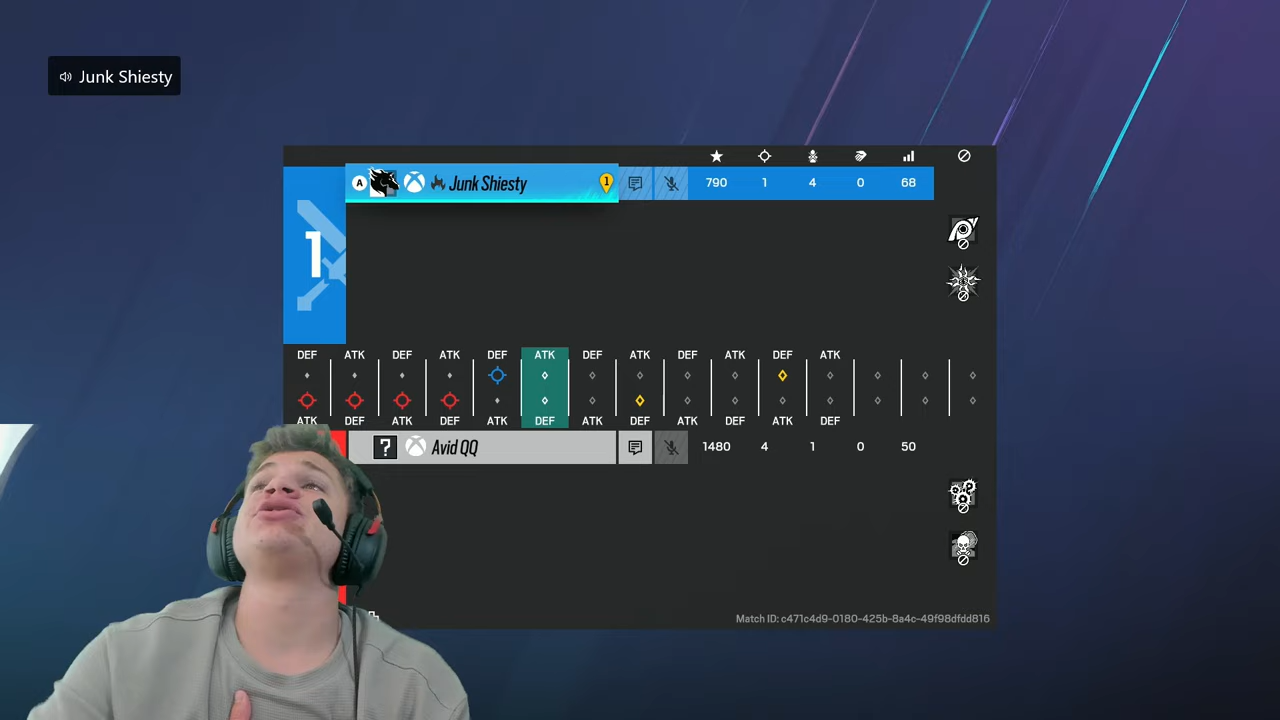 Junk Shiesty
A Junk Shiesty 1 790 1 4 0 68
1
DEF ATK DEF ATK DEF ATK DEF ATK DEF ATK DEF ATK
ATK DEF ATK DEF ATK DEF ATK DEF ATK DEF ATK DEF
? Avid QQ 1480 4 1 0 50
Match ID: c471c4d9-0180-425b-8a4c-49f98dfdd816